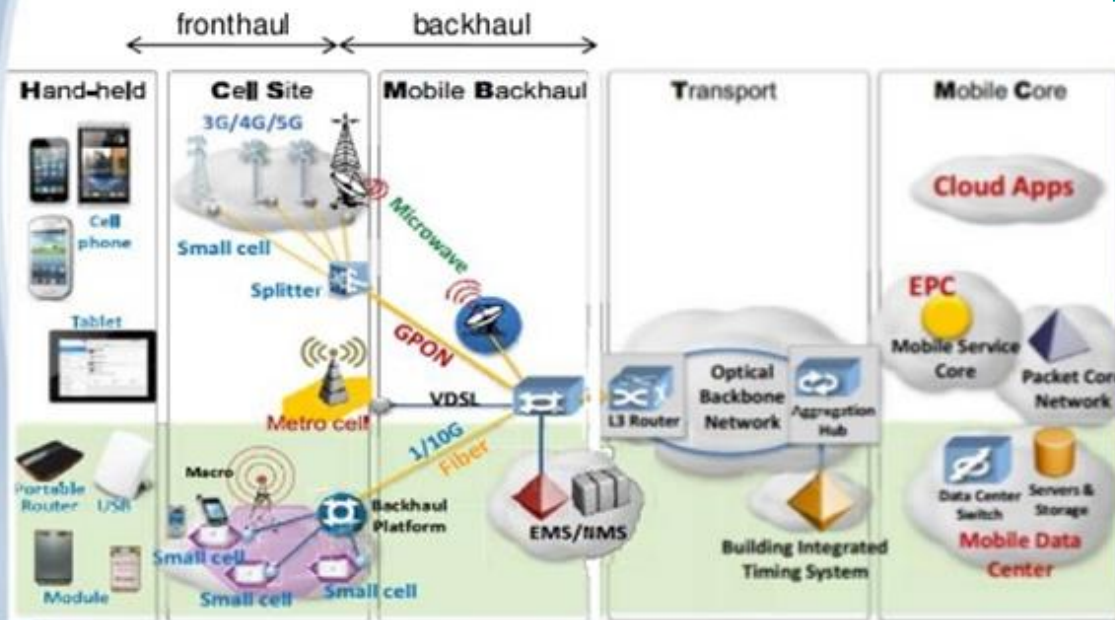 fronthaul
backhaul
Hand-held
Cell Site
Mobile Backhaul
Transport
Mobile Core
3G/4G/5G
Cell
phone
Small cell
Splitter
Microwave
Tablet
GPON
Metro cell
VDSL
1/10G
Fiber
Portable
Router
USB
Module
Macro
Backhaul
Platform
Small cell
Small cell
Small cell
EMS/NMS
L3 Router
Optical
Backbone
Network
Aggregation
Hub
Building Integrated
Timing System
Cloud Apps
EPC
Mobile Service
Core
Packet Cor
Network
Data Center
Switch
Servers &
Storage
Mobile Data
Center